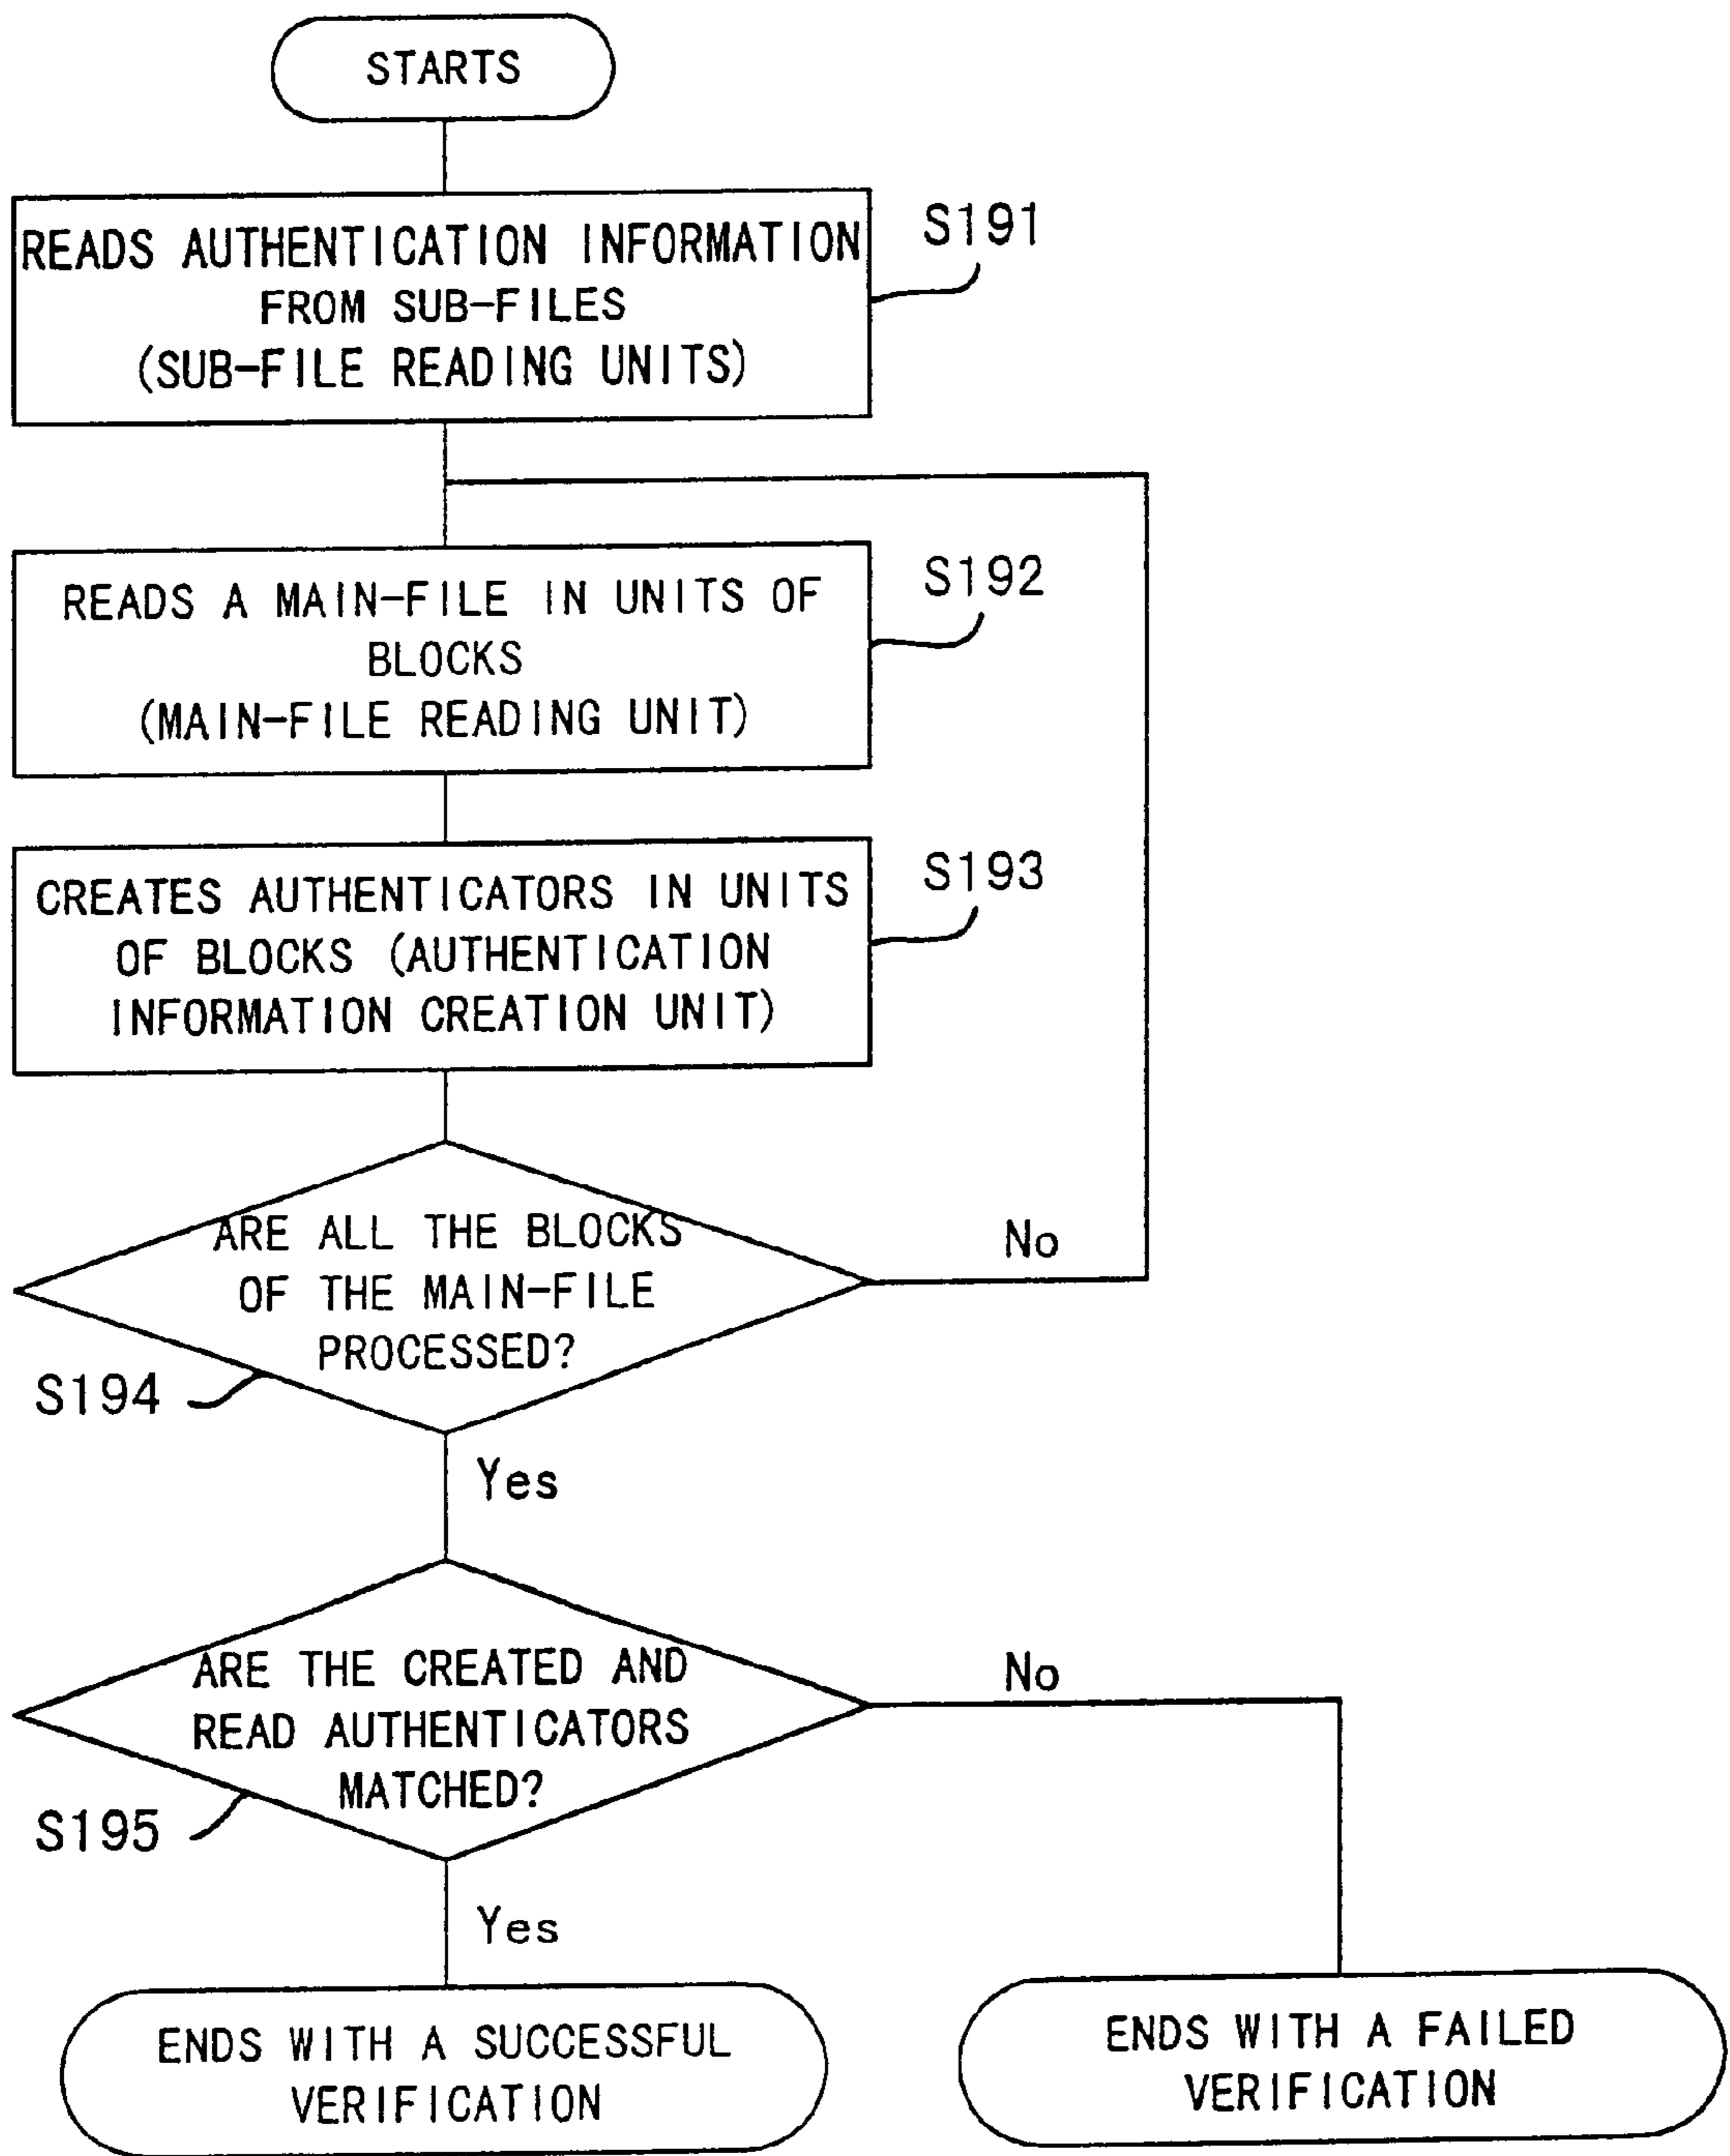 STARTS
READS AUTHENTICATION INFORMATION
FROM SUB-FILES
(SUB-FILE READING UNITS)
S191
READS A MAIN-FILE IN UNITS OF
BLOCKS
(MAIN-FILE READING UNIT)
S192
CREATES AUTHENTICATORS IN UNITS
OF BLOCKS (AUTHENTICATION
INFORMATION CREATION UNIT)
S193
ARE ALL THE BLOCKS
OF THE MAIN-FILE
PROCESSED?
No
S194
Yes
ARE THE CREATED AND
READ AUTHENTICATORS
MATCHED?
No
S195
Yes
ENDS WITH A SUCCESSFUL
VERIFICATION
ENDS WITH A FAILED
VERIFICATION